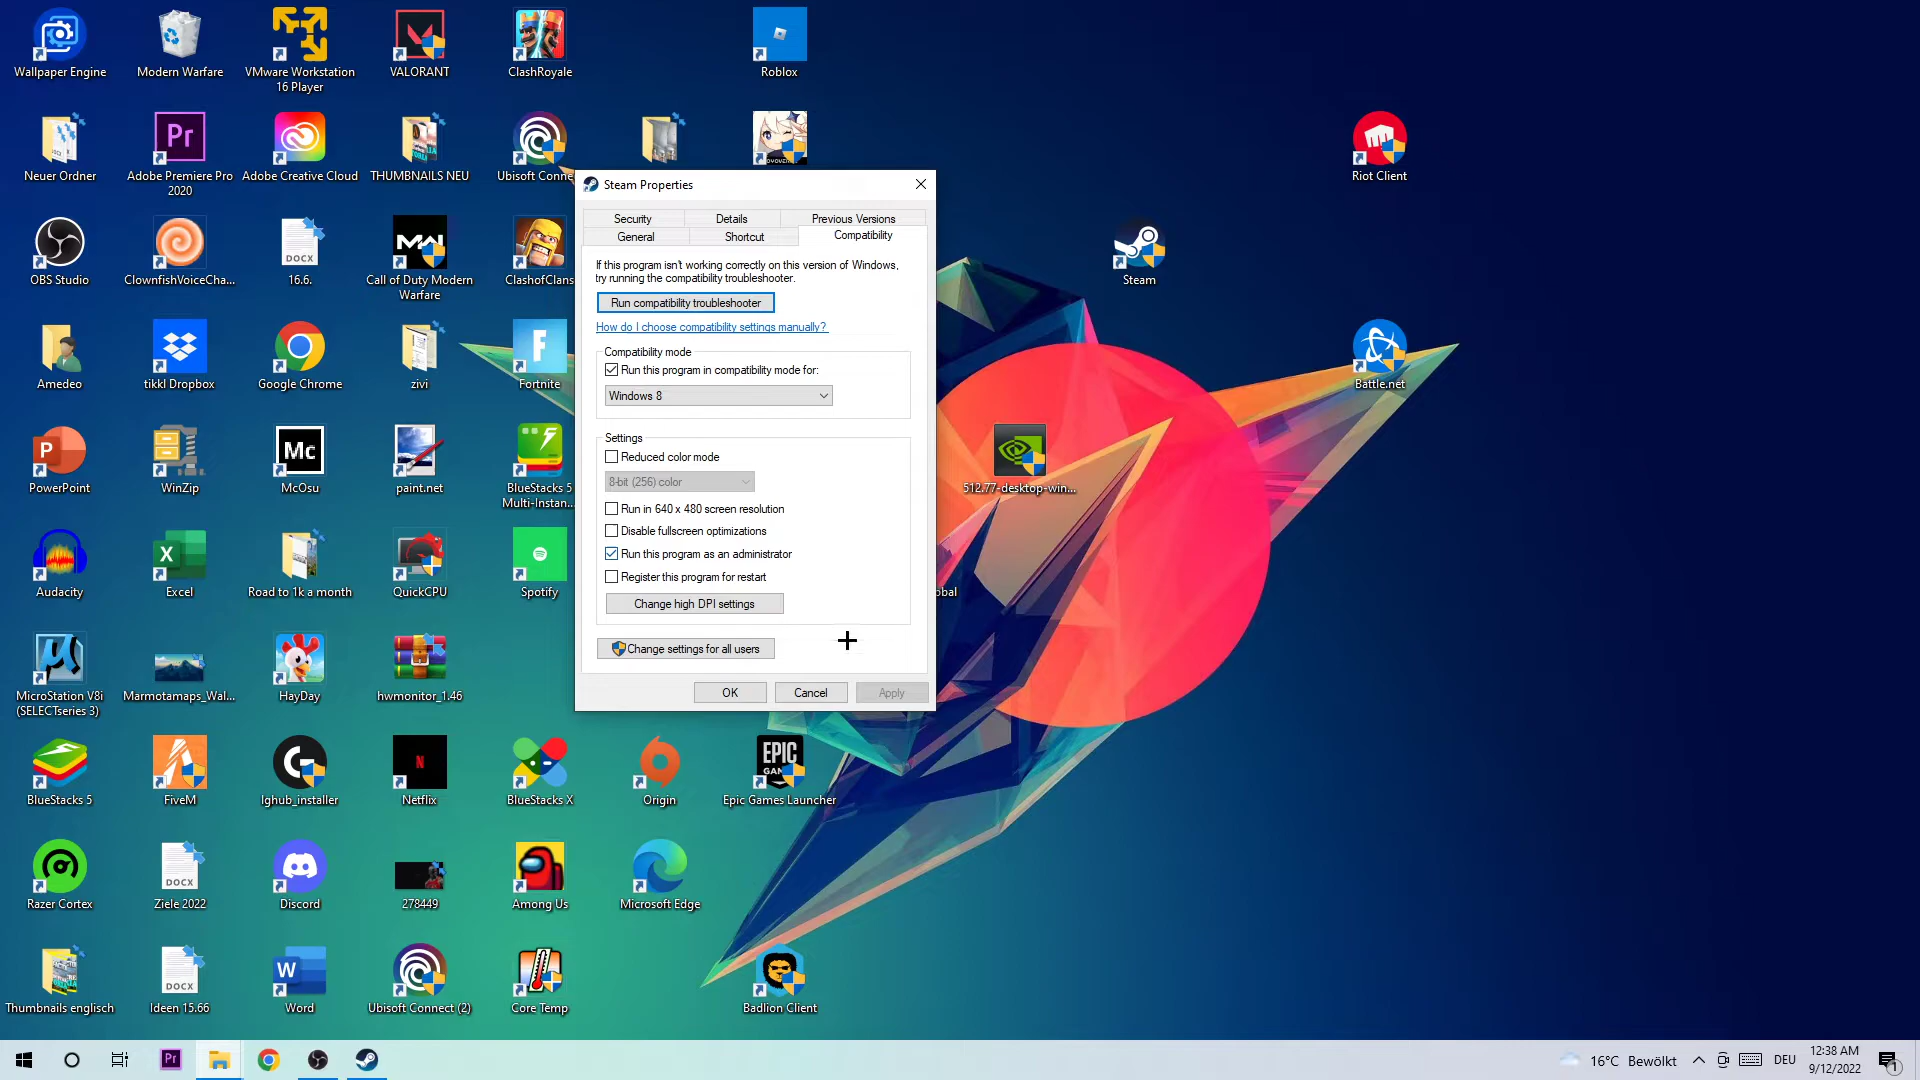 Wallpaper Engine
Modern Warfare
VMware Workstation
16 Player
VALORANT
ClashRoyale
Roblox
Neuer Ordner
Adobe Premiere Pro
2020
Adobe Creative Cloud
THUMBNAILS NEU
Ubisoft Conne
Riot Client
OBS Studio
ClownfishVoiceCha...
16.6.
Call of Duty Modern
Warfare
ClashofClans
Steam
Amedeo
tikkl Dropbox
Google Chrome
zivi
Fortnite
Battle.net
PowerPoint
WinZip
McOsu
paint.net
BlueStacks 5
Multi-Instan...
512.77-desktop-win...
Audacity
Excel
Road to 1k a month
QuickCPU
Spotify
obal
MicroStation V8i
(SELECTseries 3)
Marmotamaps_Wal...
HayDay
hwmonitor_1.46
BlueStacks 5
FiveM
lghub_installer
Netflix
BlueStacks X
Origin
Epic Games Launcher
Razer Cortex
Ziele 2022
Discord
278449
Among Us
Microsoft Edge
Thumbnails englisch
Ideen 15.66
Word
Ubisoft Connect (2)
Core Temp
Badlion Client
Steam Properties
Security
Details
Previous Versions
General
Shortcut
Compatibility
If this program isn't working correctly on this version of Windows,
try running the compatibility troubleshooter.
Run compatibility troubleshooter
How do I choose compatibility settings manually?
Compatibility mode
Run this program in compatibility mode for:
Windows 8
Settings
Reduced color mode
8-bit (256) color
Run in 640 x 480 screen resolution
Disable fullscreen optimizations
Run this program as an administrator
Register this program for restart
Change high DPI settings
Change settings for all users
OK
Cancel
Apply
16°C Bewölkt
DEU
12:38 AM
9/12/2022
1